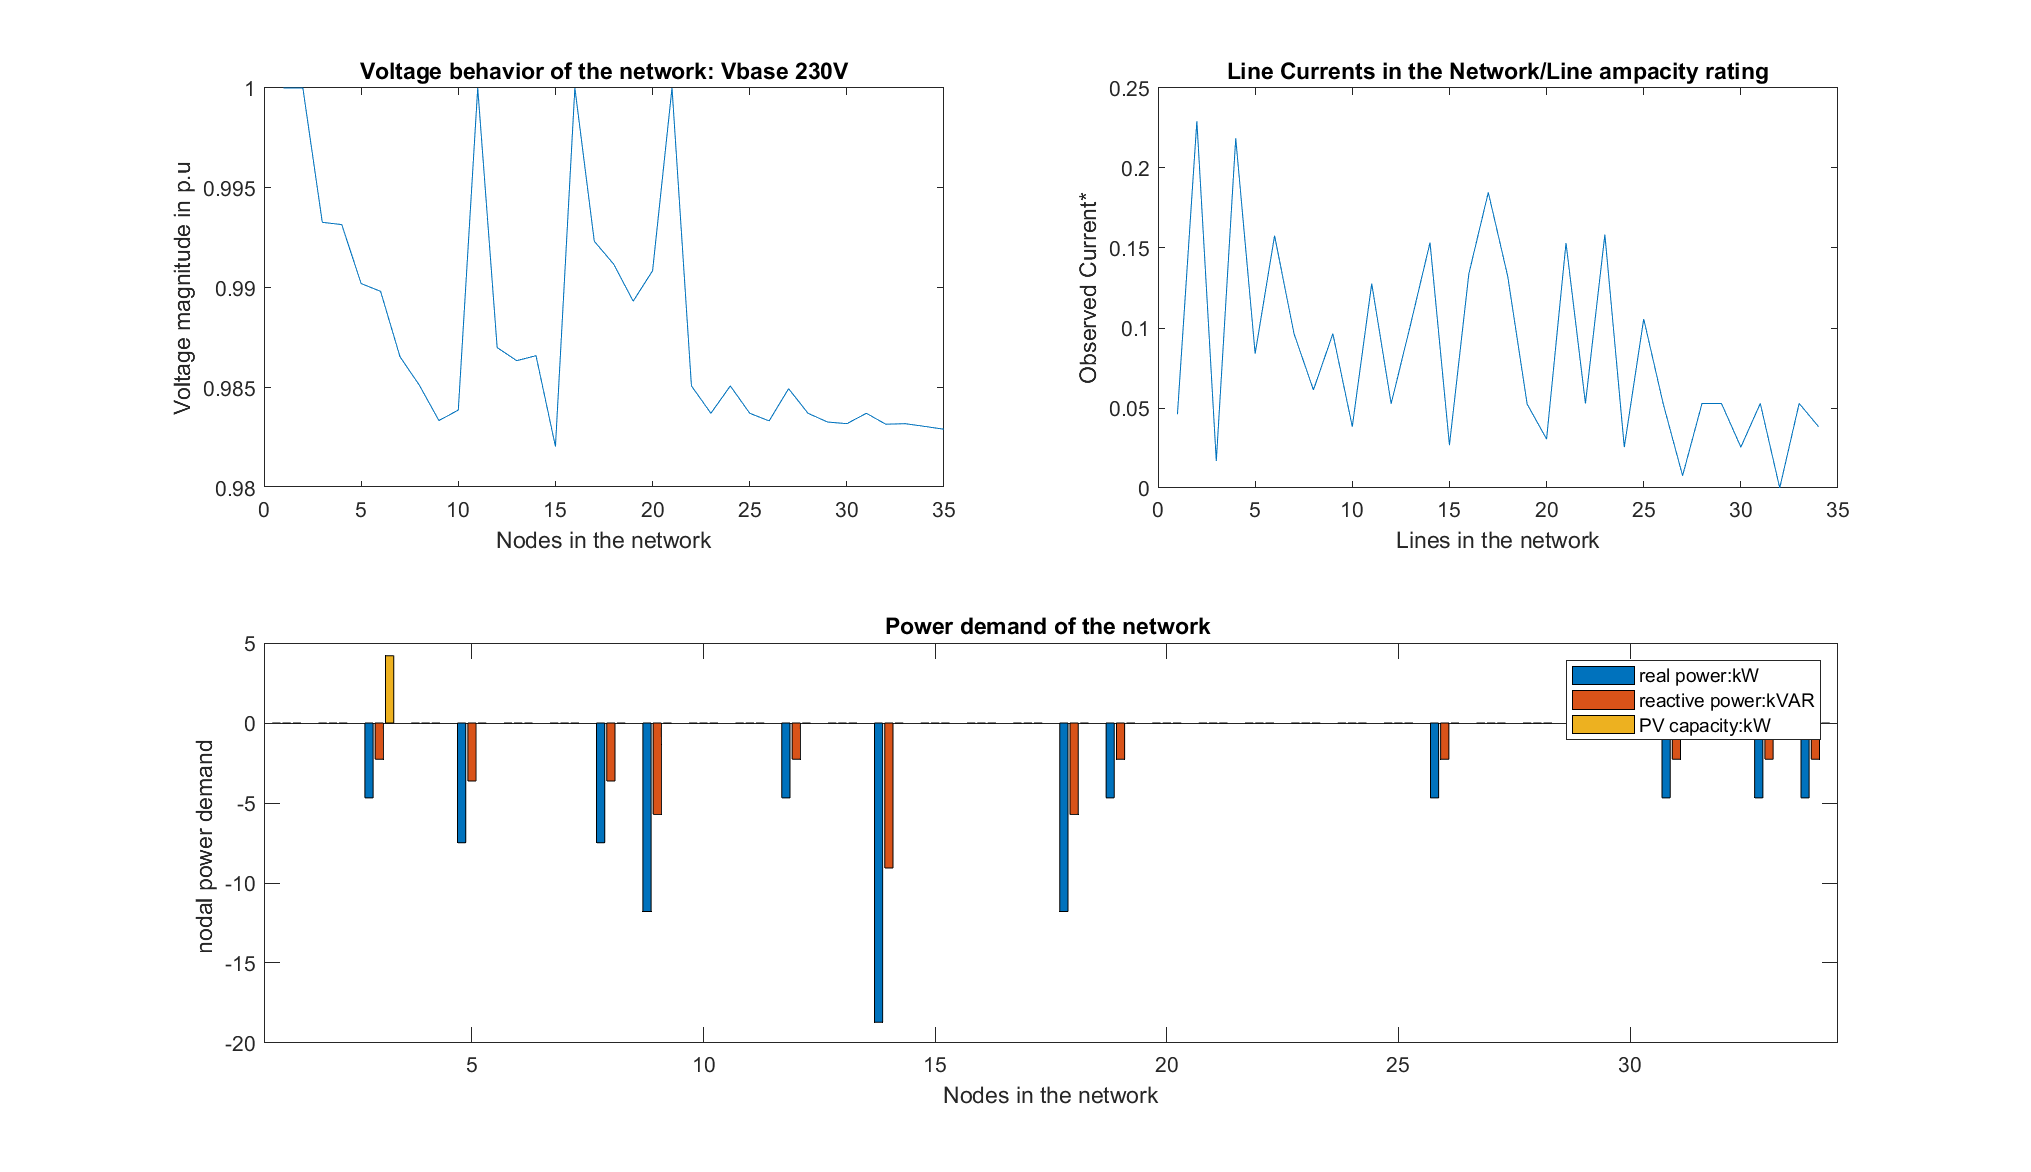 Voltage behavior of the network: Vbase 230V
1
0.995
0.99
0.985
0.98
Voltage magnitude in p.u
0 5 10 15 20 25 30 35
Nodes in the network
Line Currents in the Network/Line ampacity rating
0.25
0.2
0.15
0.1
0.05
0
Observed Current*
0 5 10 15 20 25 30 35
Lines in the network
Power demand of the network
5
0
-5
-10
-15
-20
nodal power demand
real power:kW
reactive power:kVAR
PV capacity:kW
5 10 15 20 25 30
Nodes in the network